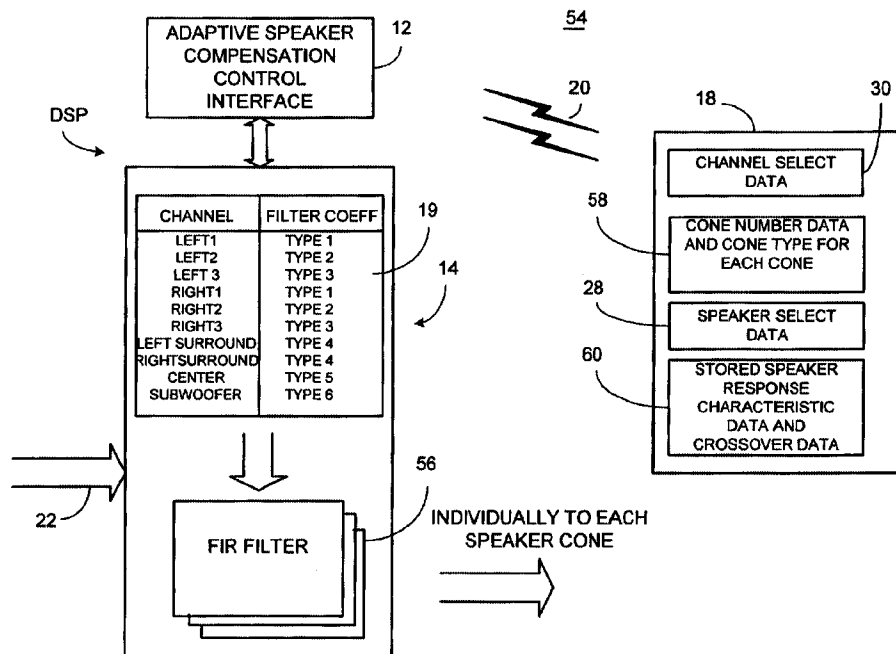 ADAPTIVE SPEAKER
COMPENSATION
CONTROL
INTERFACE
12
54
20
18
30
DSP
CHANNEL SELECT
DATA
CHANNEL FILTER COEFF
LEFT1 TYPE 1
LEFT2 TYPE 2
LEFT 3 TYPE 3
RIGHT1 TYPE 1
RIGHT2 TYPE 2
RIGHT3 TYPE 3
LEFT SURROUND TYPE 4
RIGHTSURROUND TYPE 4
CENTER TYPE 5
SUBWOOFER TYPE 6
19
14
58
CONE NUMBER DATA
AND CONE TYPE FOR
EACH CONE
28
SPEAKER SELECT
DATA
60
STORED SPEAKER
RESPONSE
CHARACTERISTIC
DATA AND
CROSSOVER DATA
22
56
FIR FILTER
INDIVIDUALLY TO EACH
SPEAKER CONE